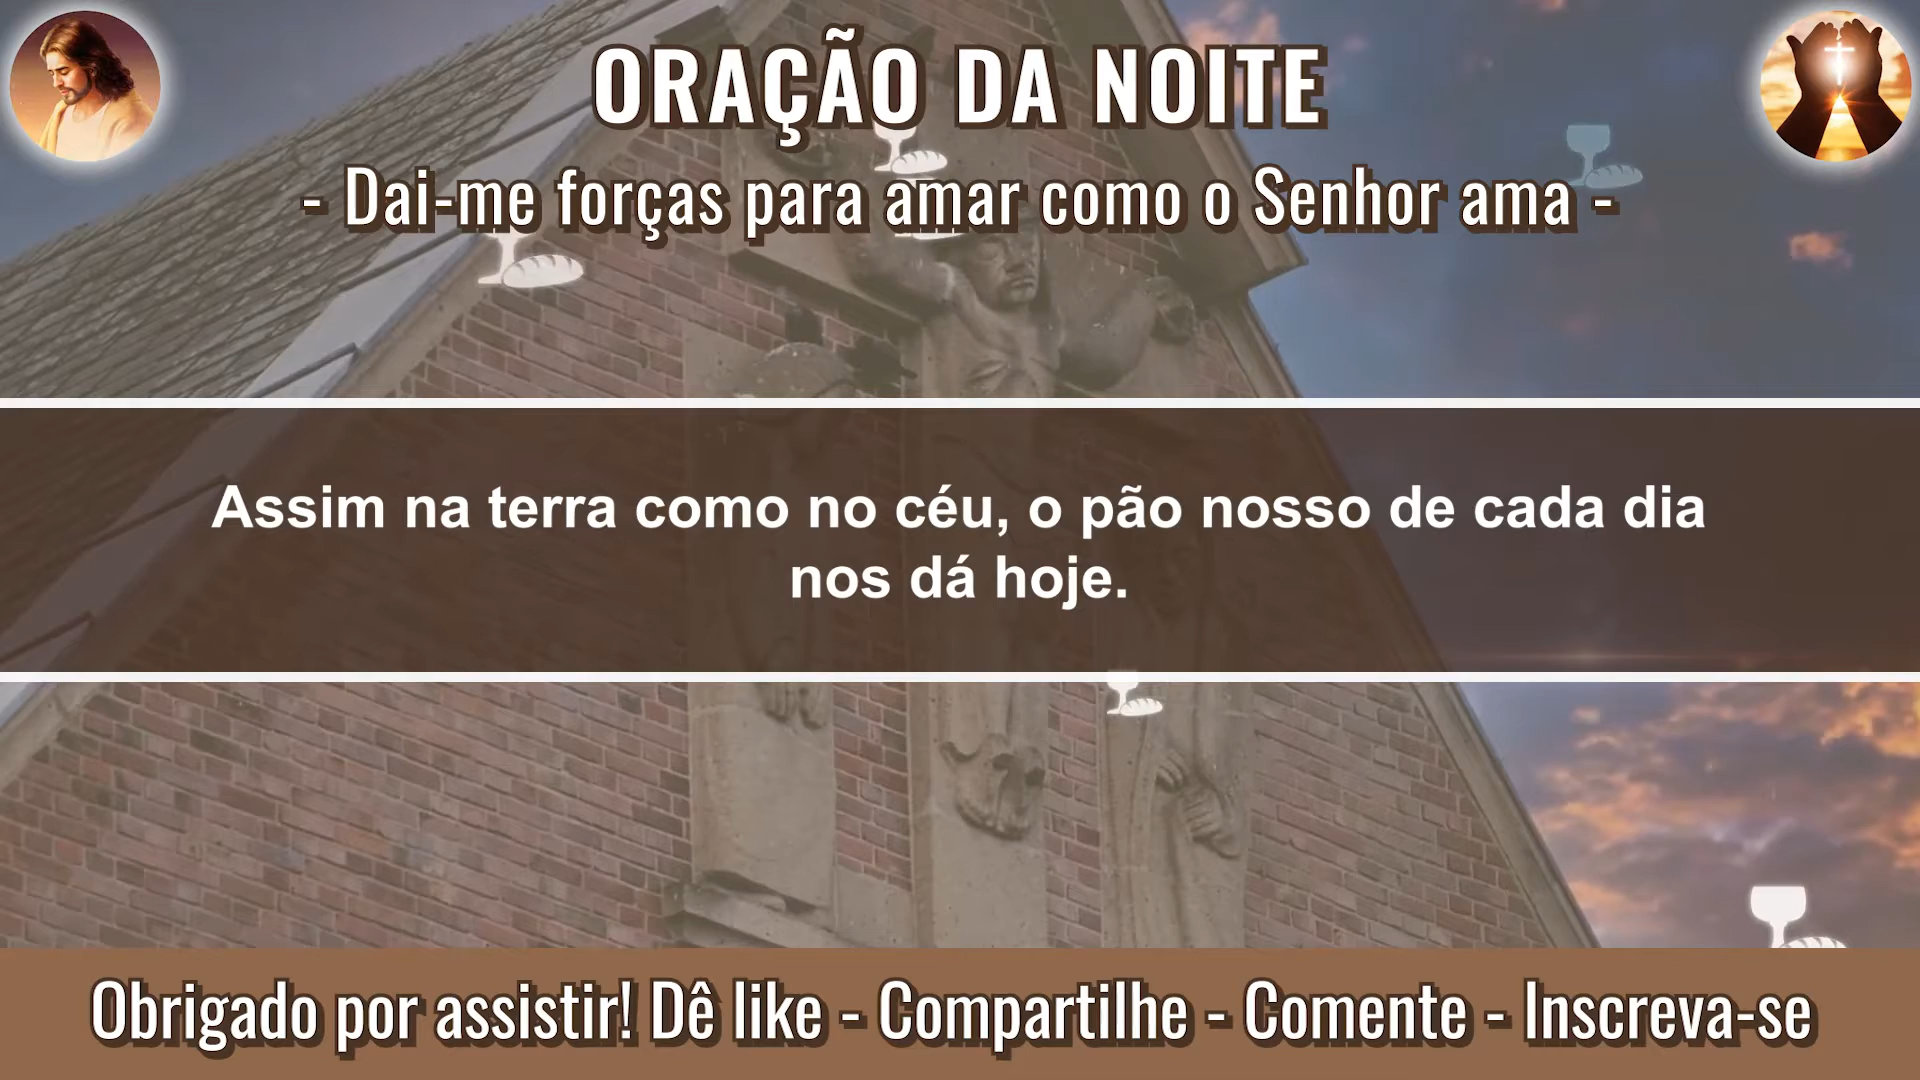 ORAÇÃO DA NOITE
- Dai-me forças para amar como o Senhor ama -
Assim na terra como no céu, o pão nosso de cada dia
nos dá hoje.
Obrigado por assistir! Dê like - Compartilhe - Comente - Inscreva-se